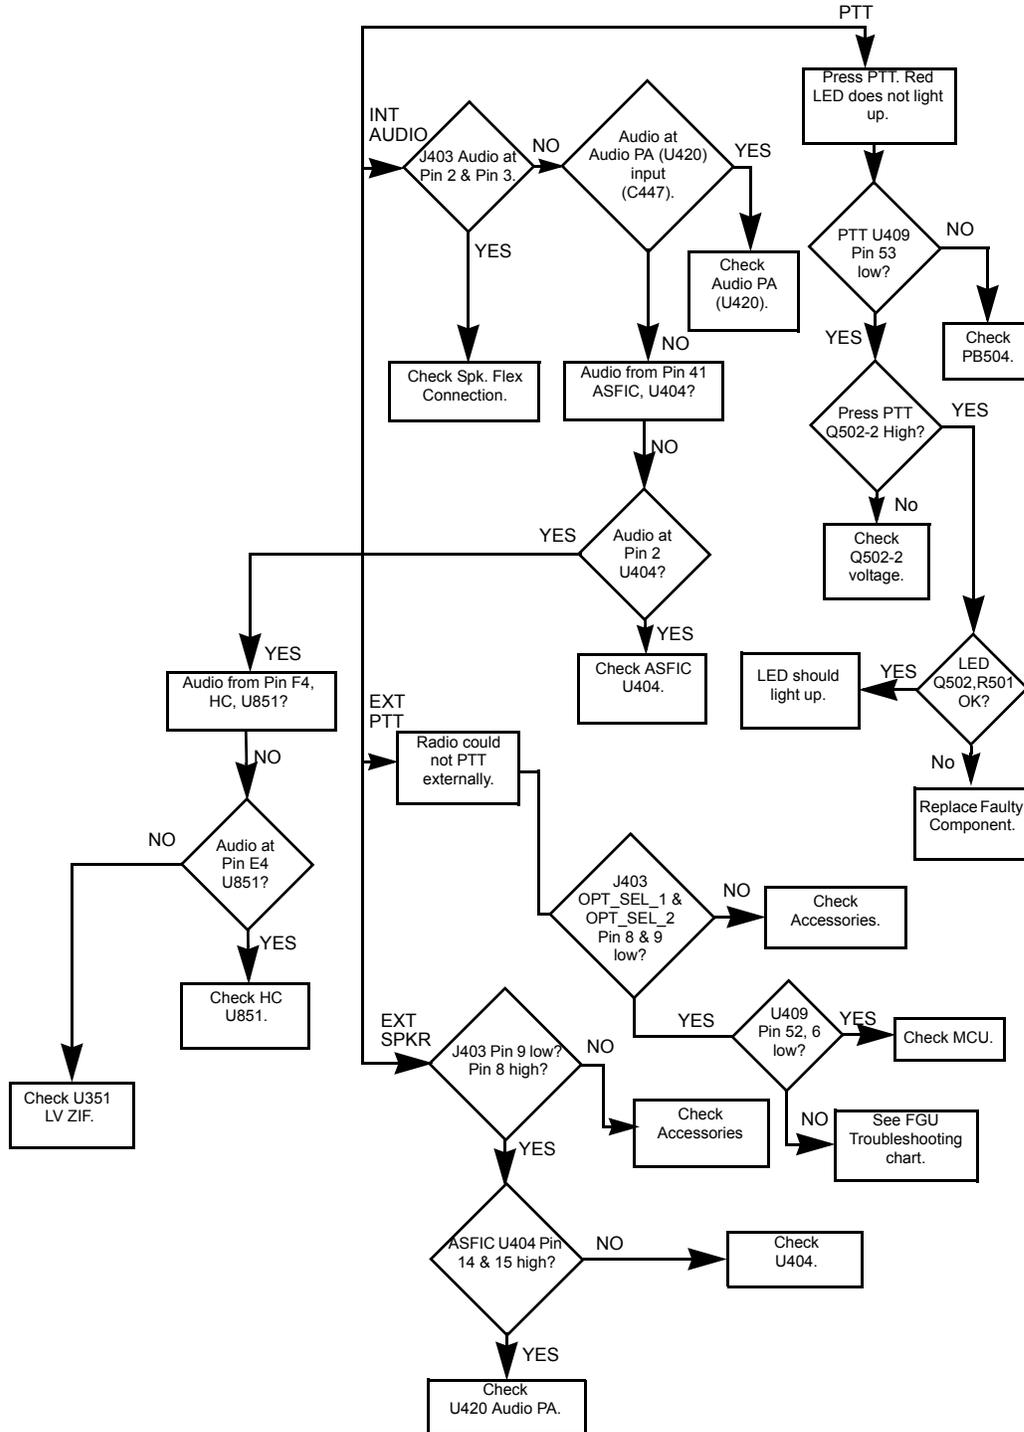 PTT
Press PTT. Red
LED does not light
up.
INT
AUDIO
J403 Audio at
Pin 2 & Pin 3.
NO
Audio at
Audio PA (U420)
input
(C447).
YES
PTT U409
Pin 53
low?
NO
YES
Check
Audio PA
(U420).
Check
PB504.
YES
NO
Check Spk. Flex
Connection.
Audio from Pin 41
ASFIC, U404?
Press PTT
Q502-2 High?
YES
NO
No
Check
Q502-2
voltage.
YES
Audio at
Pin 2
U404?
YES
YES
Check ASFIC
U404.
LED should
light up.
YES
LED
Q502,R501
OK?
Audio from Pin F4,
HC, U851?
EXT
PTT
Radio could
not PTT
externally.
NO
No
Replace Faulty
Component.
NO
Audio at
Pin E4
U851?
J403
OPT_SEL_1 &
OPT_SEL_2
Pin 8 & 9
low?
NO
Check
Accessories.
YES
Check HC
U851.
EXT
SPKR
J403 Pin 9 low?
Pin 8 high?
NO
YES
U409
Pin 52, 6
low?
YES
Check MCU.
Check U351
LV ZIF.
Check
Accessories
NO
See FGU
Troubleshooting
chart.
YES
ASFIC U404 Pin
14 & 15 high?
NO
Check
U404.
YES
Check
U420 Audio PA.